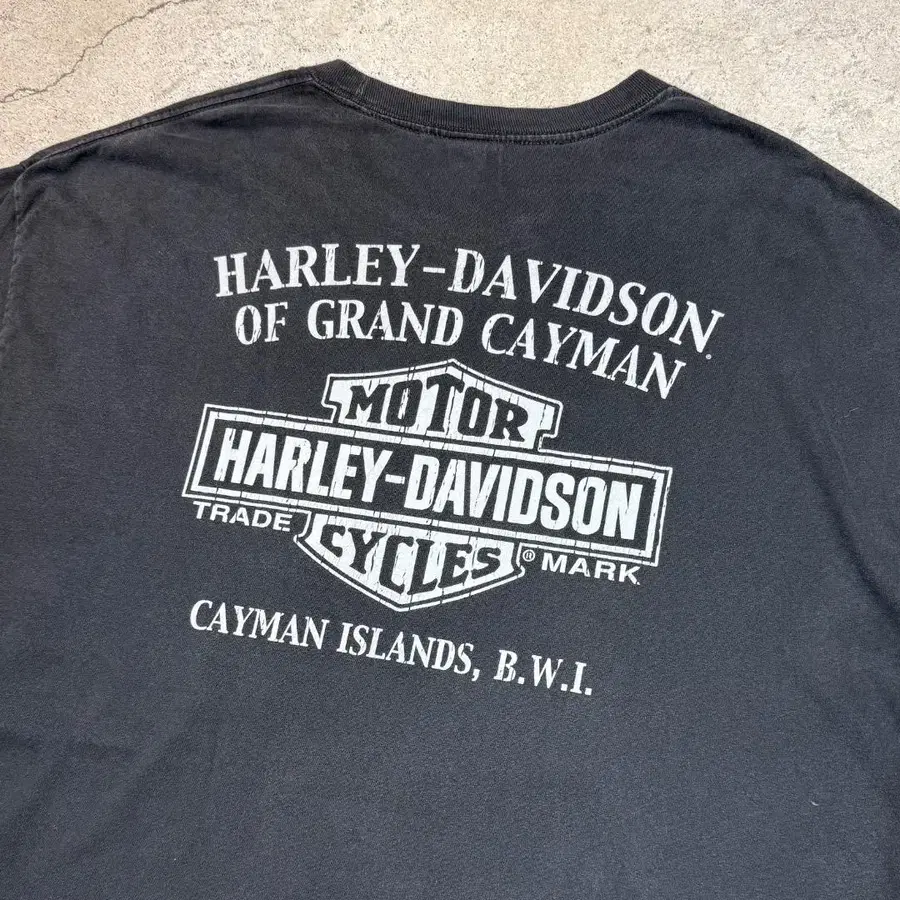 HARLEY-DAVIDSON.
OF GRAND CAYMAN
MOTOR
HARLEY-DAVIDSON
TRADE CYCLES ® MARK
CAYMAN ISLANDS, B.W.I.